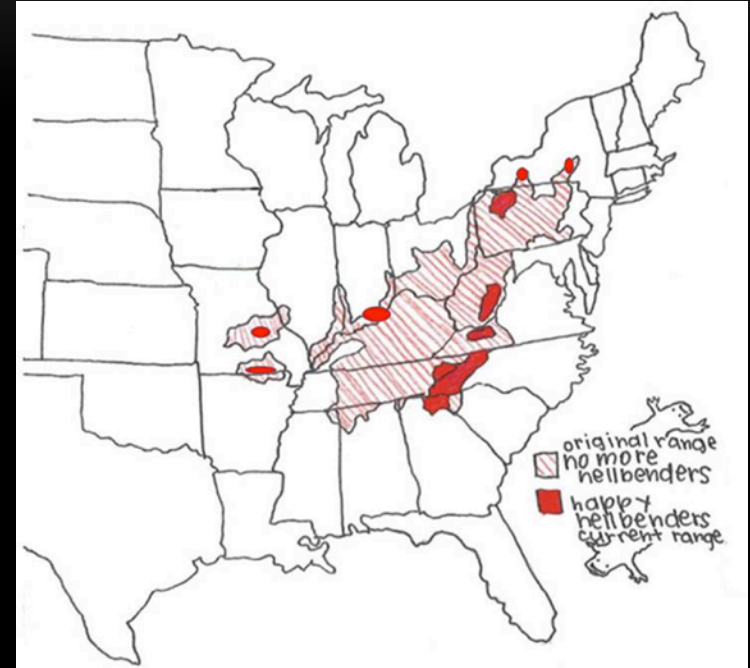 original range
no more
hellbenders
happy
hellbenders
current range